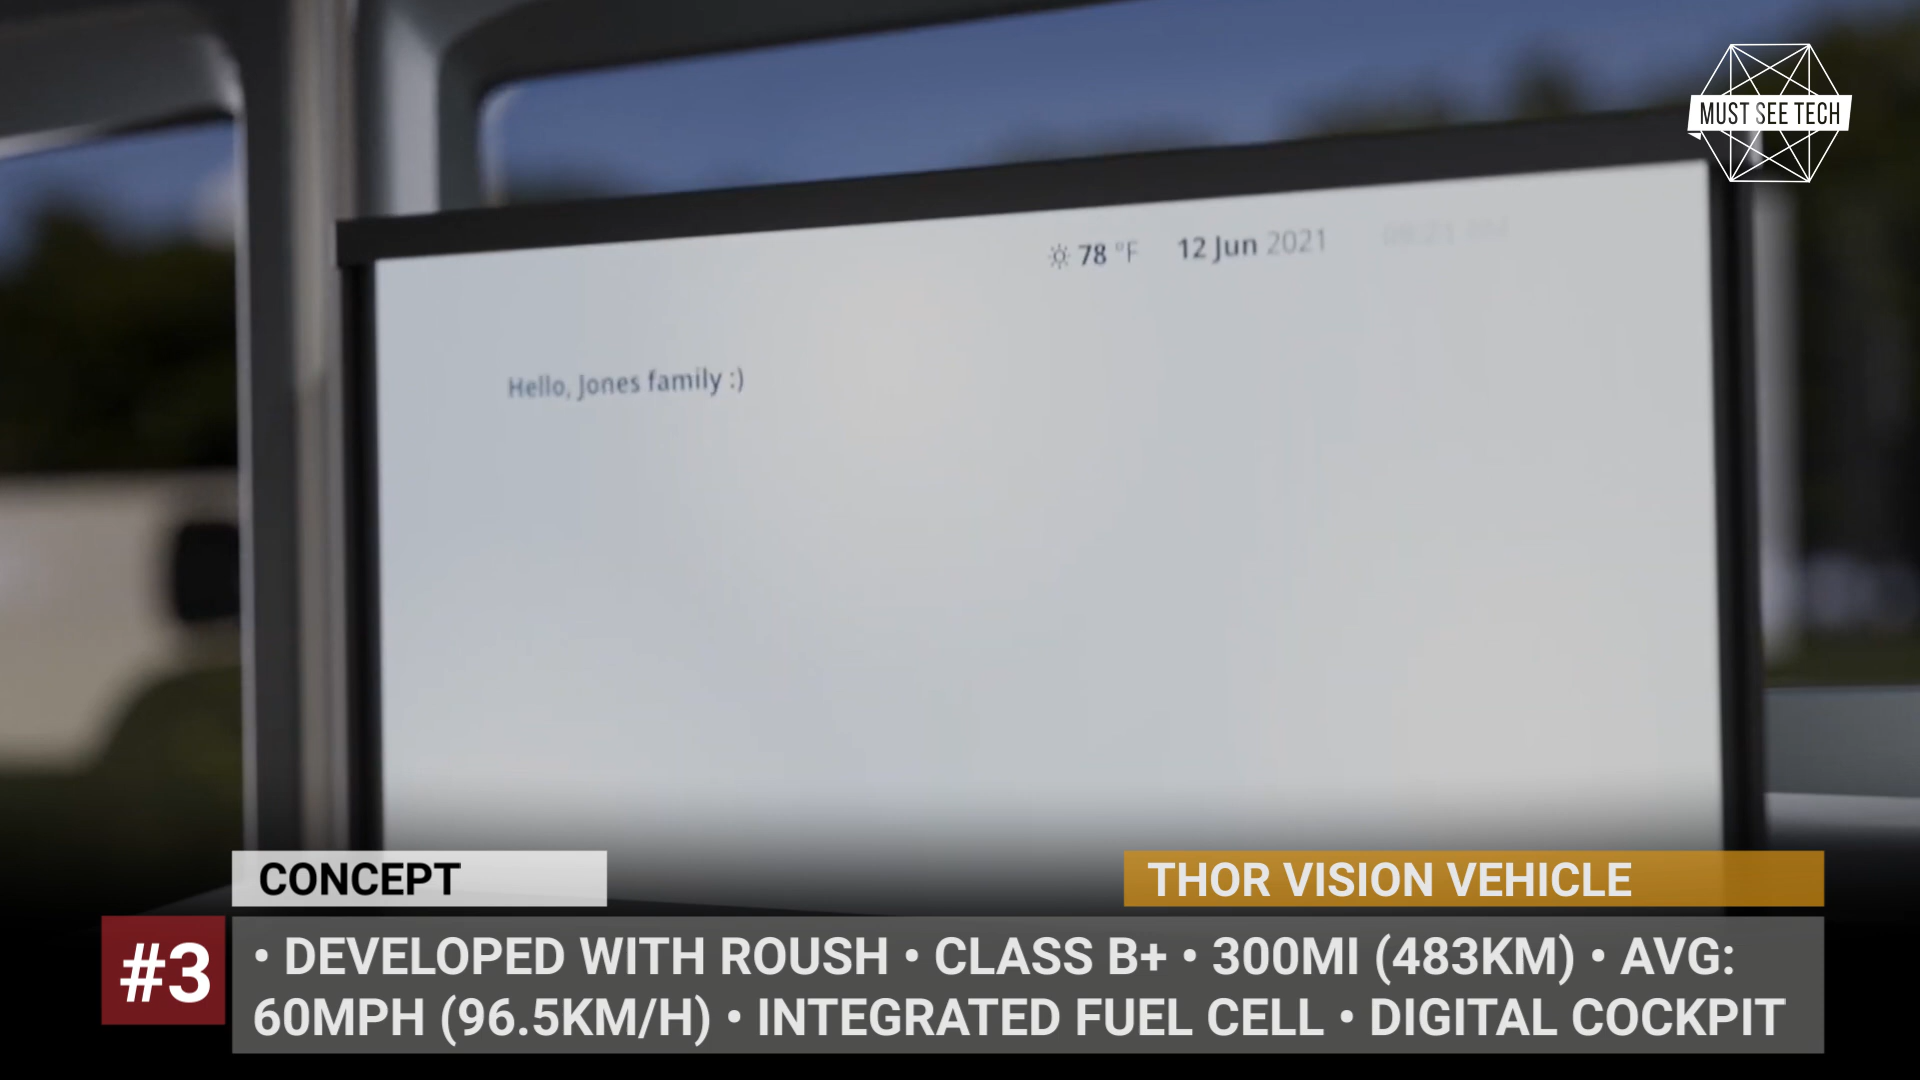 MUST SEE TECH
78 °F 12 Jun 2021
Hello, Jones family :)
CONCEPT
THOR VISION VEHICLE
#3
• DEVELOPED WITH ROUSH • CLASS B+ • 300MI (483KM) • AVG:
60MPH (96.5KM/H) • INTEGRATED FUEL CELL • DIGITAL COCKPIT